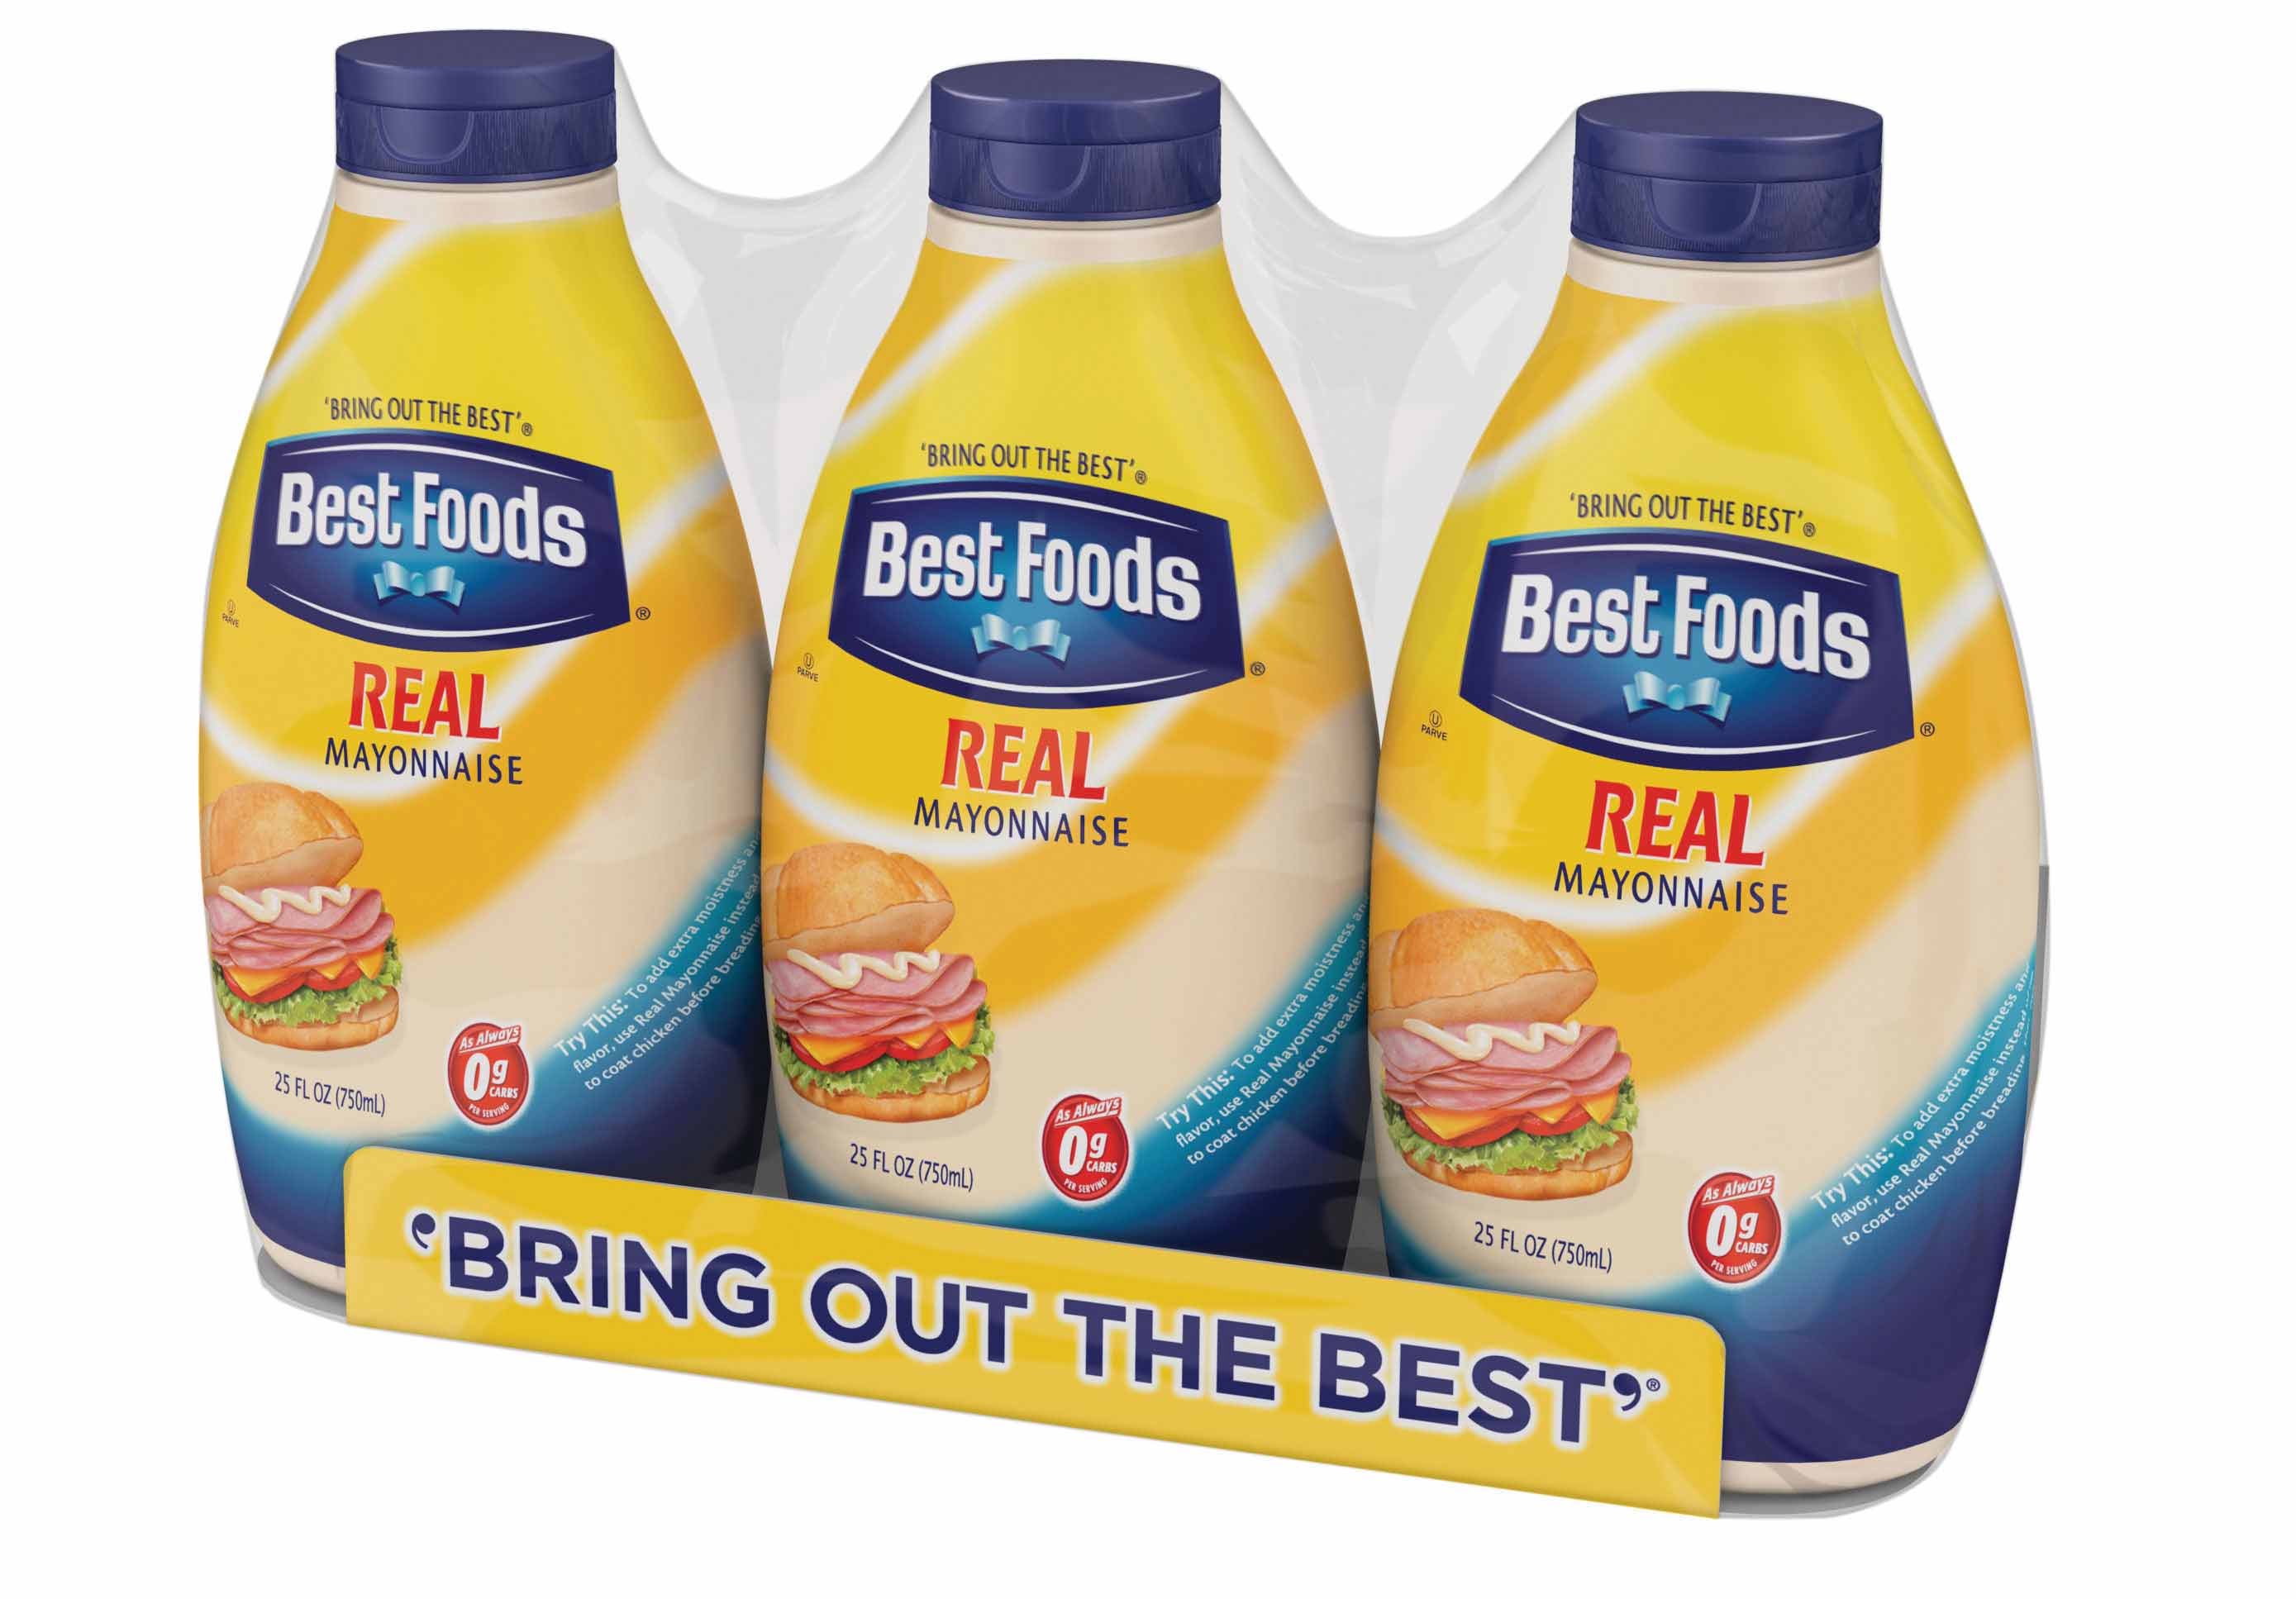 'BRING OUT THE BEST'®
Best Foods
®
U
PARVE
REAL
MAYONNAISE
As Always
0g
CARBS
PER SERVING
25 FL OZ (750mL)
Try This: To add extra moistness an
flavor, use Real Mayonnaise instead
to coat chicken before breadin
'BRING OUT THE BEST'®
Best Foods
®
U
PARVE
REAL
MAYONNAISE
As Always
0g
CARBS
PER SERVING
25 FL OZ (750mL)
Try This: To add extra moistness an
flavor, use Real Mayonnaise instead
to coat chicken before breadin
'BRING OUT THE BEST'®
Best Foods
®
U
PARVE
REAL
MAYONNAISE
As Always
0g
CARBS
PER SERVING
25 FL OZ (750mL)
Try This: To add extra moistness and
flavor, use Real Mayonnaise instead
to coat chicken before breading
'BRING OUT THE BEST'®